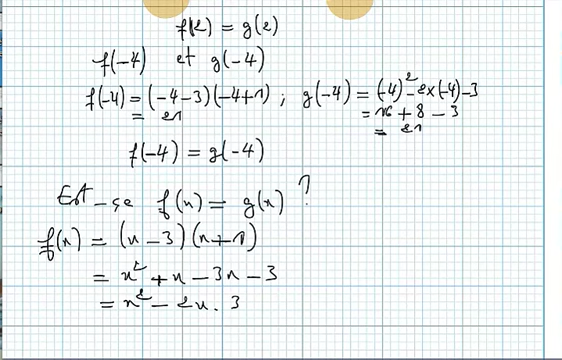 f(2) = g(2)
f(-4) et g(-4)
f(-4) = (-4-3)(-4+1) ; g(-4) = (-4)² - 2x(-4) - 3
= 21
= 16 + 8 - 3
= 21
f(-4) = g(-4)
Est-ce f(x) = g(x) ?
f(x) = (x - 3)(x + 1)
= x² + x - 3x - 3
= x² - 2x . 3